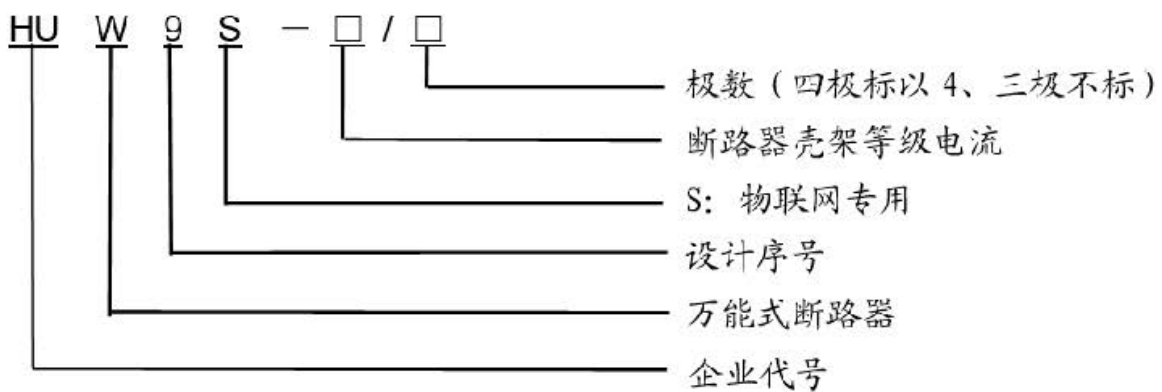 HU W 9 S - □ / □
极数（四极标以 4、三极不标）
断路器壳架等级电流
S: 物联网专用
设计序号
万能式断路器
企业代号